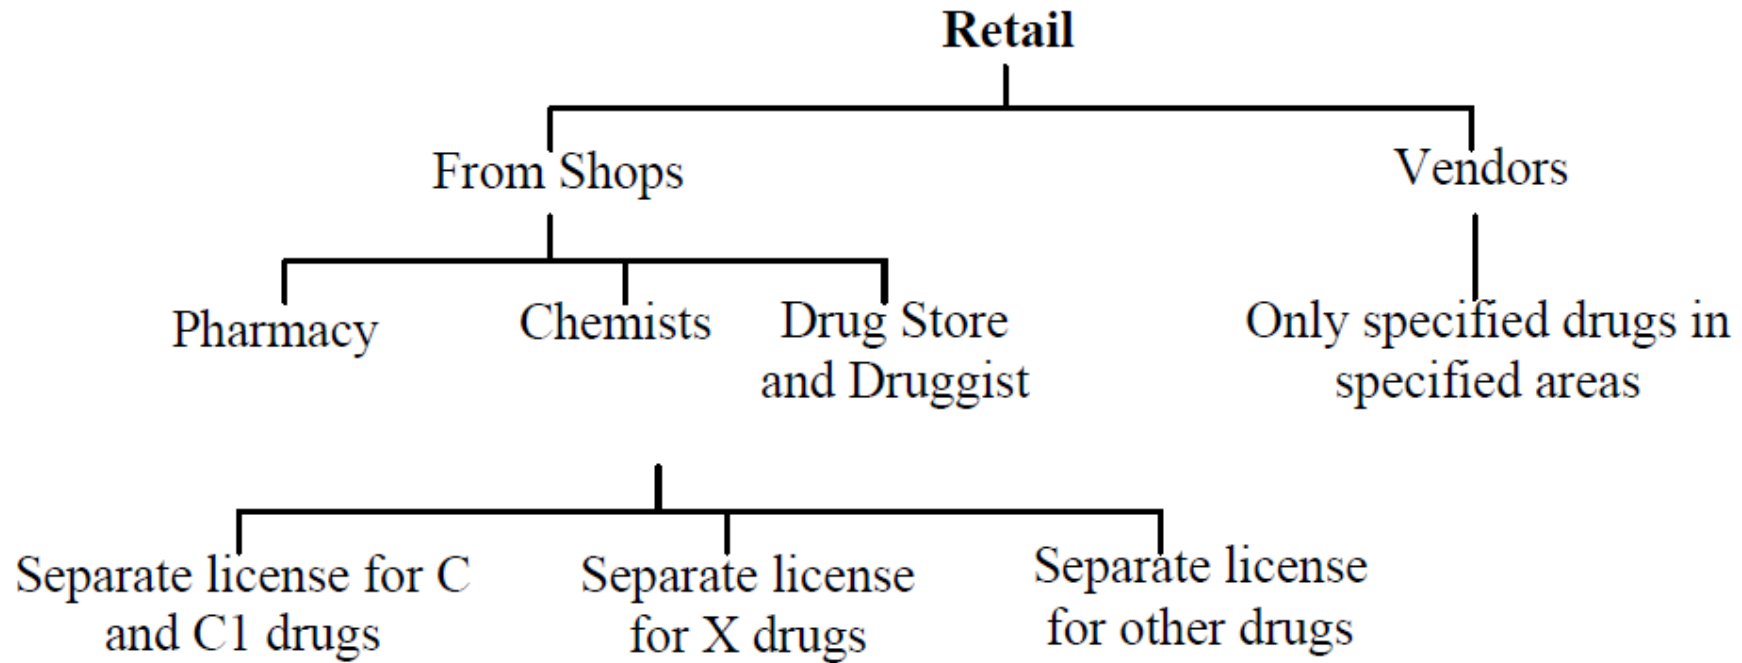 Retail
From Shops
Vendors
Pharmacy
Chemists
Drug Store
and Druggist
Only specified drugs in
specified areas
Separate license for C
and C1 drugs
Separate license
for X drugs
Separate license
for other drugs